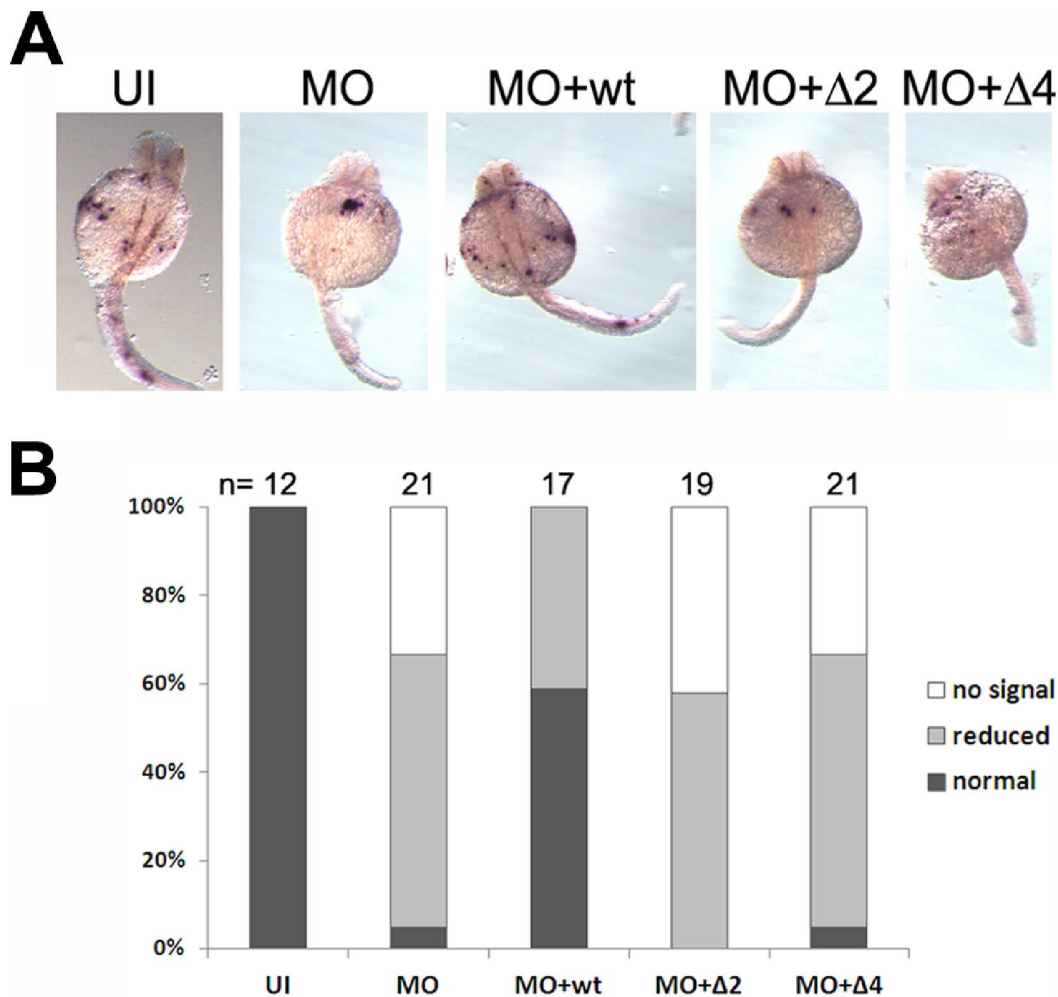 A
UI MO MO+wt MO+Δ2 MO+Δ4
B
n= 12 21 17 19 21
100%
80%
60%
40%
20%
0%
no signal
reduced
normal
UI MO MO+wt MO+Δ2 MO+Δ4